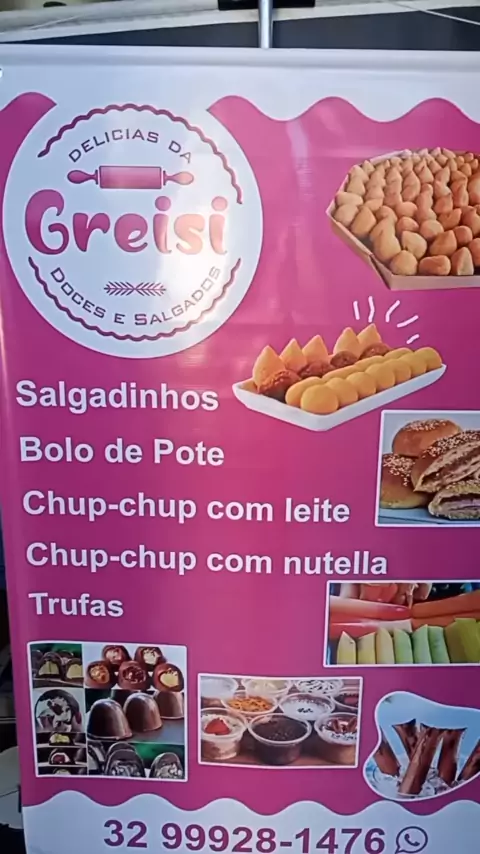 DELICIAS DA
Greisi
DOCES E SALGADOS
Salgadinhos
Bolo de Pote
Chup-chup com leite
Chup-chup com nutella
Trufas
32 99928-1476